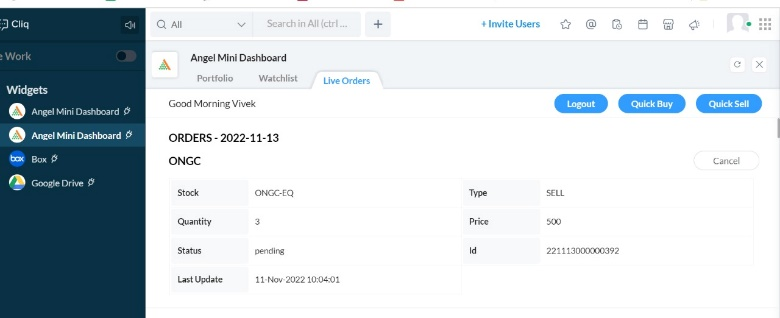 Cliq
All
Search in All (ctrl ...
+
+ Invite Users
e Work
Widgets
Angel Mini Dashboard
Angel Mini Dashboard
box Box
Google Drive
Angel Mini Dashboard
Portfolio Watchlist Live Orders
Good Morning Vivek
Logout Quick Buy Quick Sell
ORDERS - 2022-11-13
ONGC
Cancel
Stock ONGC-EQ Type SELL
Quantity 3 Price 500
Status pending Id 221113000000392
Last Update 11-Nov-2022 10:04:01